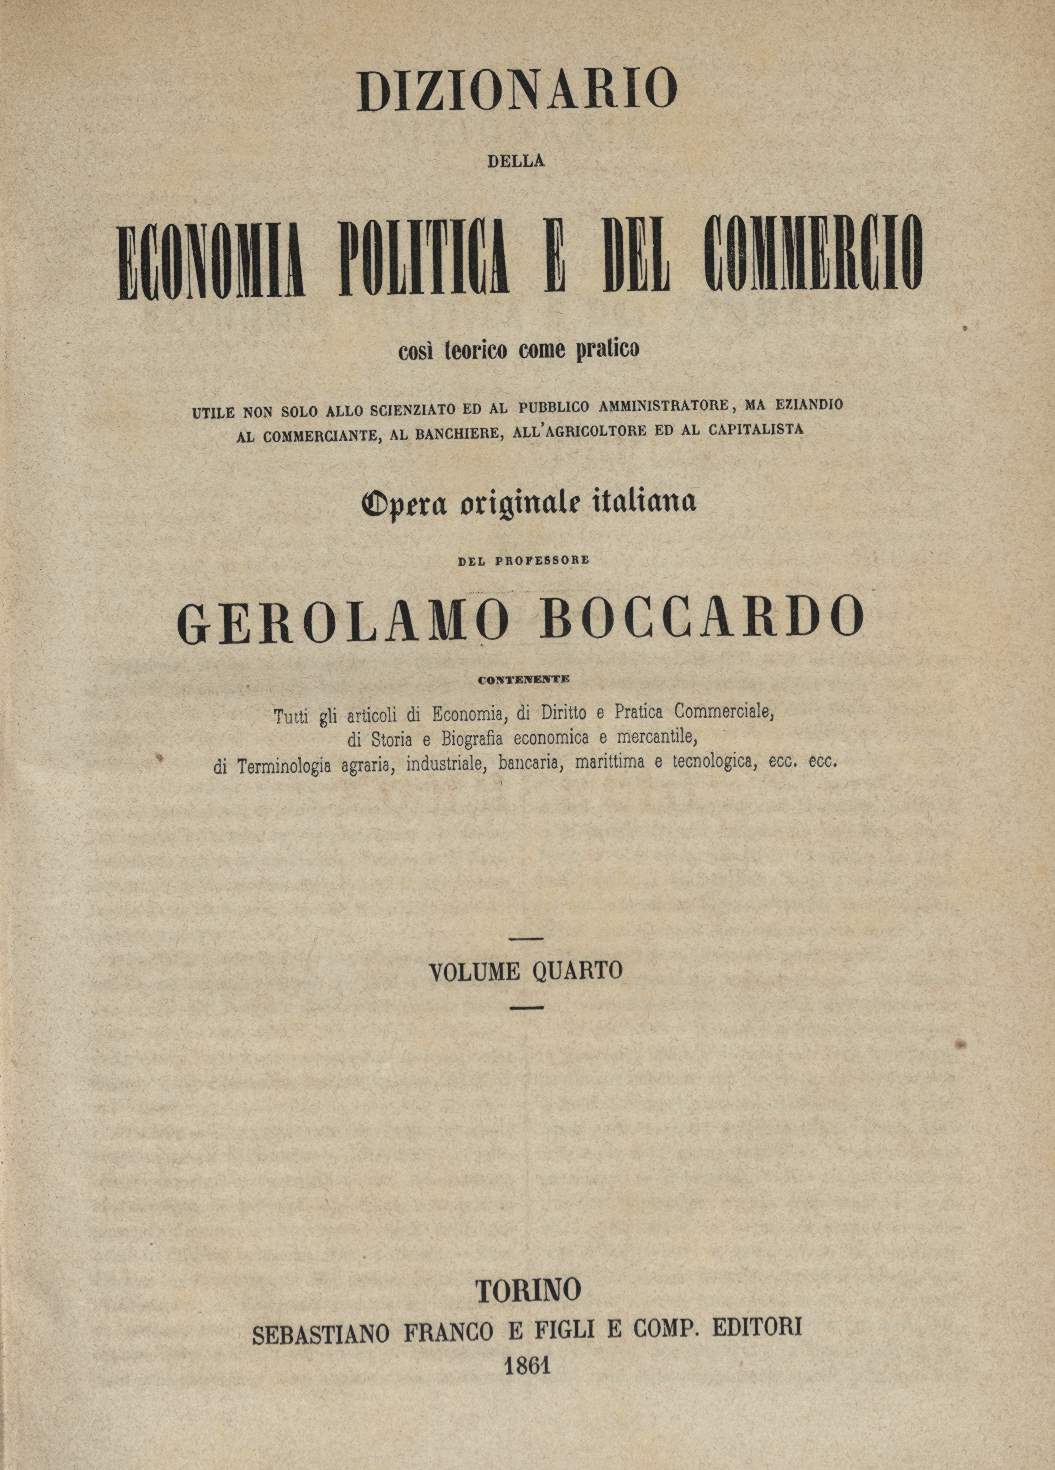 DIZIONARIO
DELLA
ECONOMIA POLITICA E DEL COMMERCIO
così teorico come pratico
UTILE NON SOLO ALLO SCIENZIATO ED AL PUBBLICO AMMINISTRATORE, MA EZIANDIO
AL COMMERCIANTE, AL BANCHIERE, ALL'AGRICOLTORE ED AL CAPITALISTA
Opera originale italiana
DEL PROFESSORE
GEROLAMO BOCCARDO
CONTENENTE
Tutti gli articoli di Economia, di Diritto e Pratica Commerciale,
di Storia e Biografia economica e mercantile,
di Terminologia agraria, industriale, bancaria, marittima e tecnologica, ecc. ecc.
VOLUME QUARTO
TORINO
SEBASTIANO FRANCO E FIGLI E COMP. EDITORI
1861